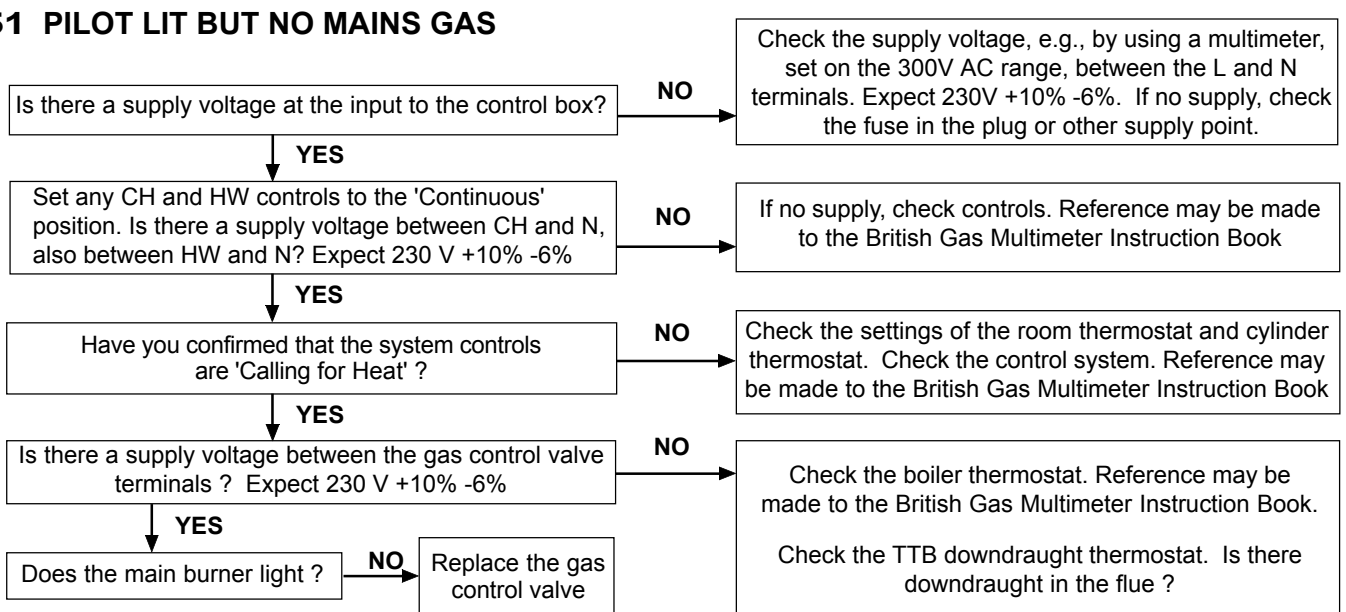 51 PILOT LIT BUT NO MAINS GAS
Is there a supply voltage at the input to the control box?
NO
Check the supply voltage, e.g., by using a multimeter,
set on the 300V AC range, between the L and N
terminals. Expect 230V +10% -6%. If no supply, check
the fuse in the plug or other supply point.
YES
Set any CH and HW controls to the 'Continuous'
position. Is there a supply voltage between CH and N,
also between HW and N? Expect 230 V +10% -6%
NO
If no supply, check controls. Reference may be made
to the British Gas Multimeter Instruction Book
YES
Have you confirmed that the system controls
are 'Calling for Heat' ?
NO
Check the settings of the room thermostat and cylinder
thermostat. Check the control system. Reference may
be made to the British Gas Multimeter Instruction Book
YES
Is there a supply voltage between the gas control valve
terminals ? Expect 230 V +10% -6%
NO
Check the boiler thermostat. Reference may be
made to the British Gas Multimeter Instruction Book.
Check the TTB downdraught thermostat. Is there
downdraught in the flue ?
YES
Does the main burner light ?
NO
Replace the gas
control valve